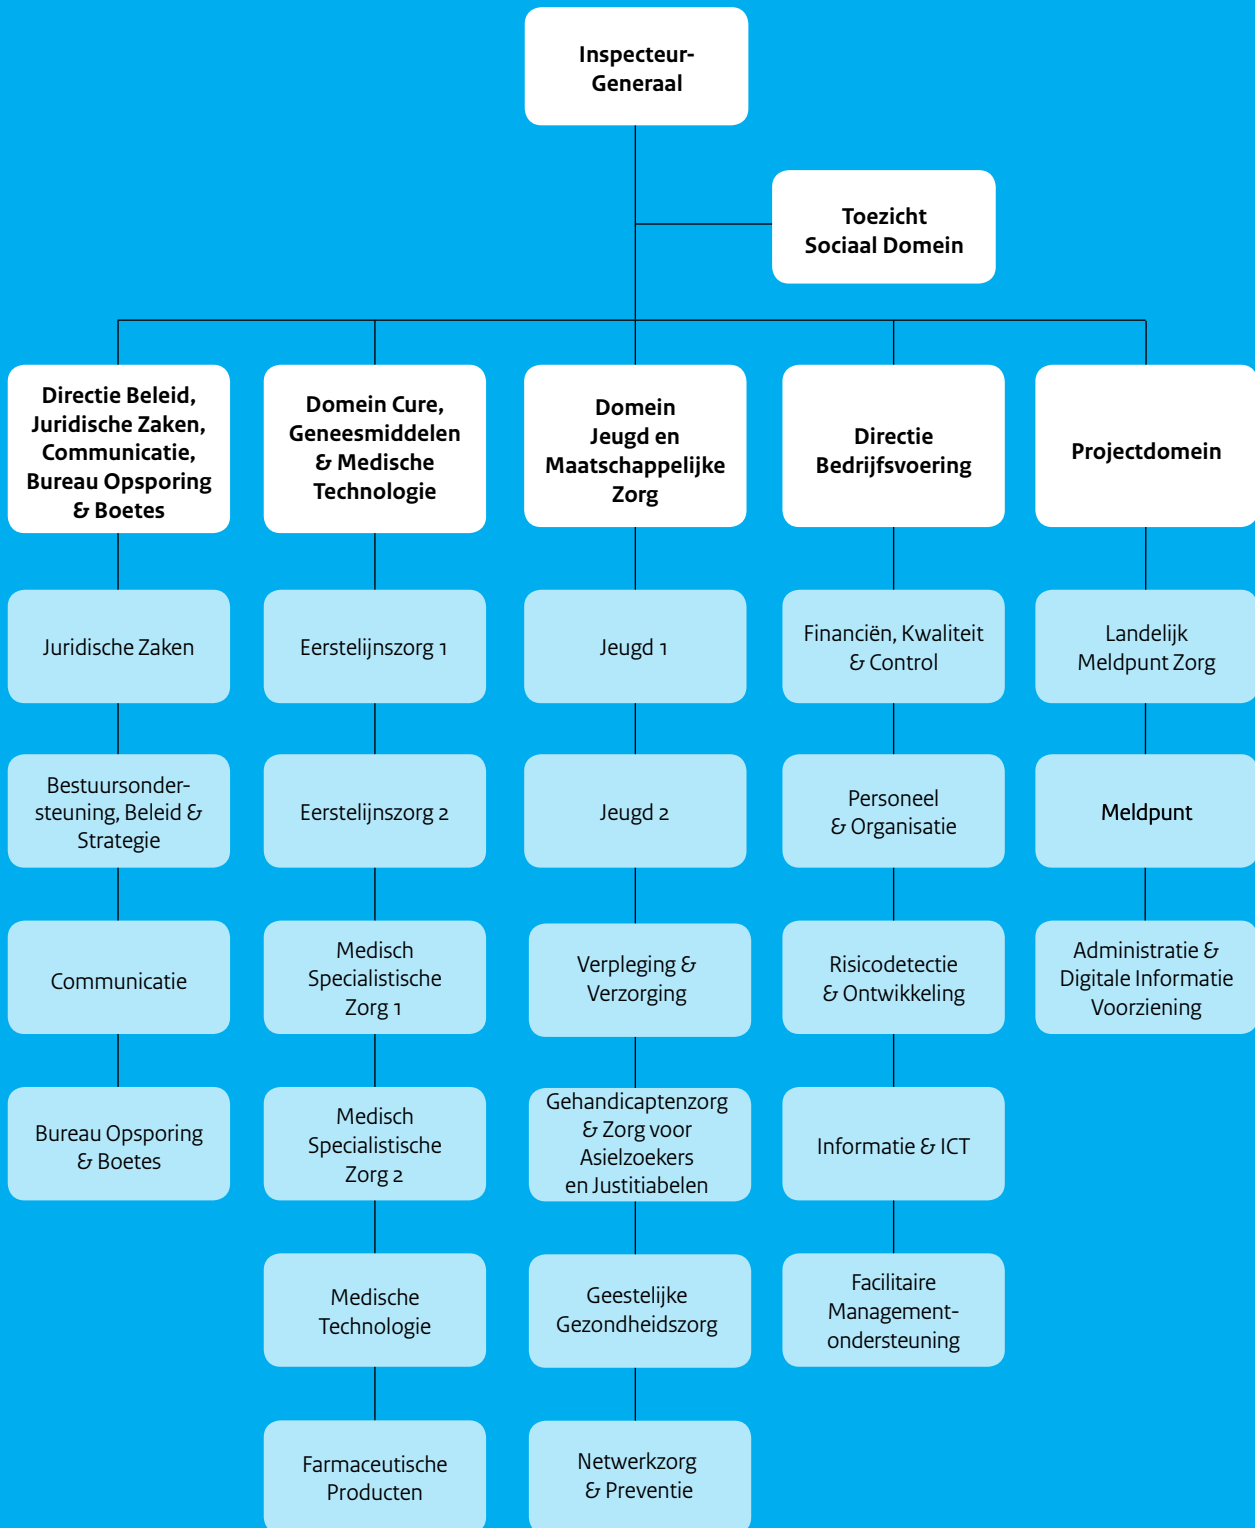 Inspecteur-
Generaal
Toezicht
Sociaal Domein
Directie Beleid,
Juridische Zaken,
Communicatie,
Bureau Opsporing
& Boetes
Domein Cure,
Geneesmiddelen
& Medische
Technologie
Domein
Jeugd en
Maatschappelijke
Zorg
Directie
Bedrijfsvoering
Projectdomein
Juridische Zaken
Eerstelijnszorg 1
Jeugd 1
Financiën, Kwaliteit
& Control
Landelijk
Meldpunt Zorg
Bestuursonder-
steuning, Beleid &
Strategie
Eerstelijnszorg 2
Jeugd 2
Personeel
& Organisatie
Meldpunt
Communicatie
Medisch
Specialistische
Zorg 1
Verpleging &
Verzorging
Risicodetectie
& Ontwikkeling
Administratie &
Digitale Informatie
Voorziening
Bureau Opsporing
& Boetes
Medisch
Specialistische
Zorg 2
Gehandicaptenzorg
& Zorg voor
Asielzoekers
en Justitiabelen
Informatie & ICT
Medische
Technologie
Geestelijke
Gezondheidszorg
Facilitaire
Management-
ondersteuning
Farmaceutische
Producten
Netwerkzorg
& Preventie